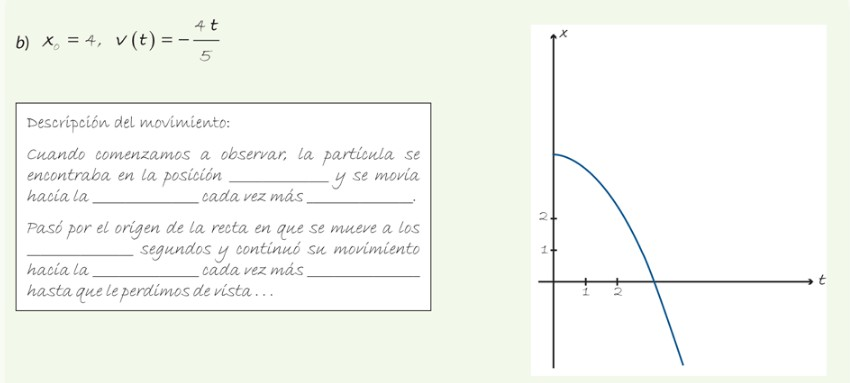 b) x₀ = 4, v(t) = -4t/5
Descripción del movimiento:
Cuando comenzamos a observar, la partícula se
encontraba en la posición __________ y se movía
hacía la __________ cada vez más __________.
Pasó por el orígen de la recta en que se mueve a los
__________ segundos y continuó su movimiento
hacía la __________ cada vez más __________
hasta que le perdimos de vista...
x
2
1
1 2
t